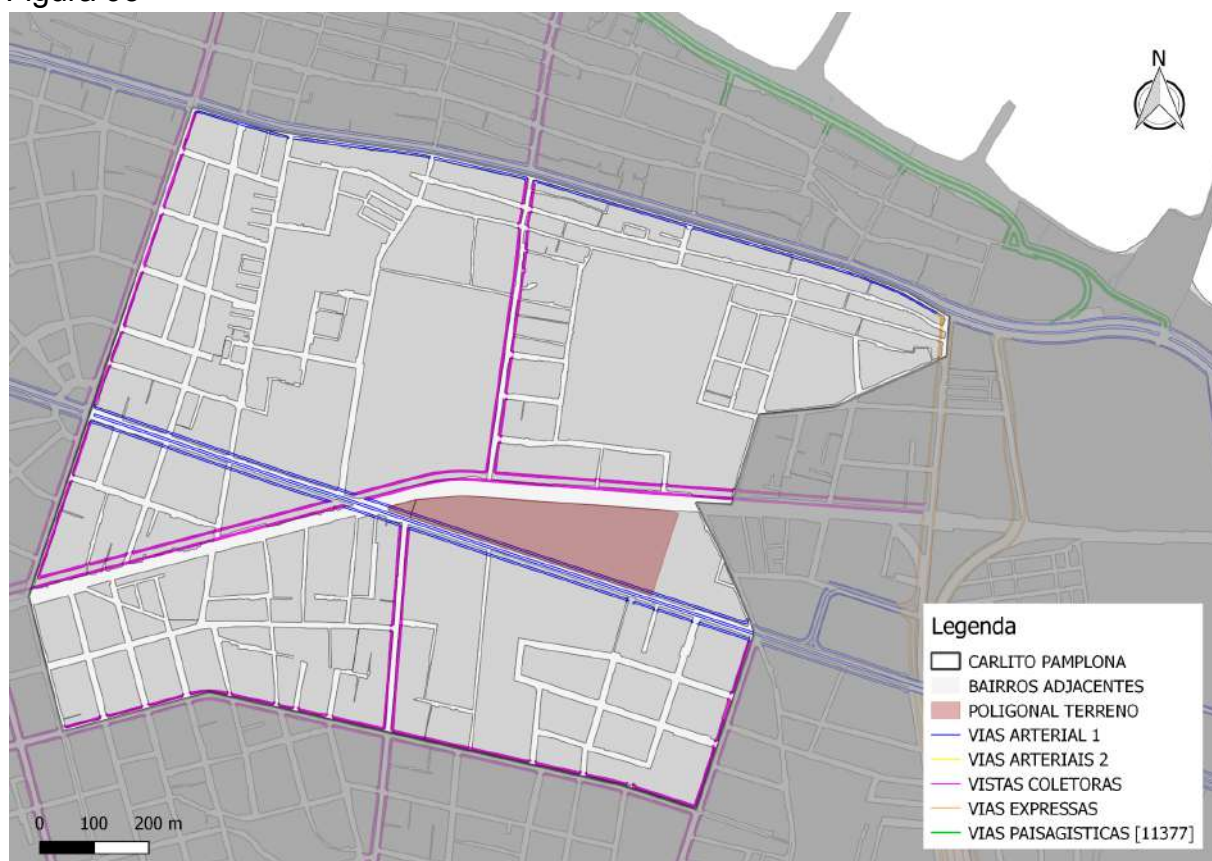 N
Legenda
CARLITO PAMPLONA
BAIRROS ADJACENTES
POLIGONAL TERRENO
VIAS ARTERIAL 1
VIAS ARTERIAIS 2
VISTAS COLETORAS
VIAS EXPRESSAS
VIAS PAISAGISTICAS [11377]
0 100 200 m